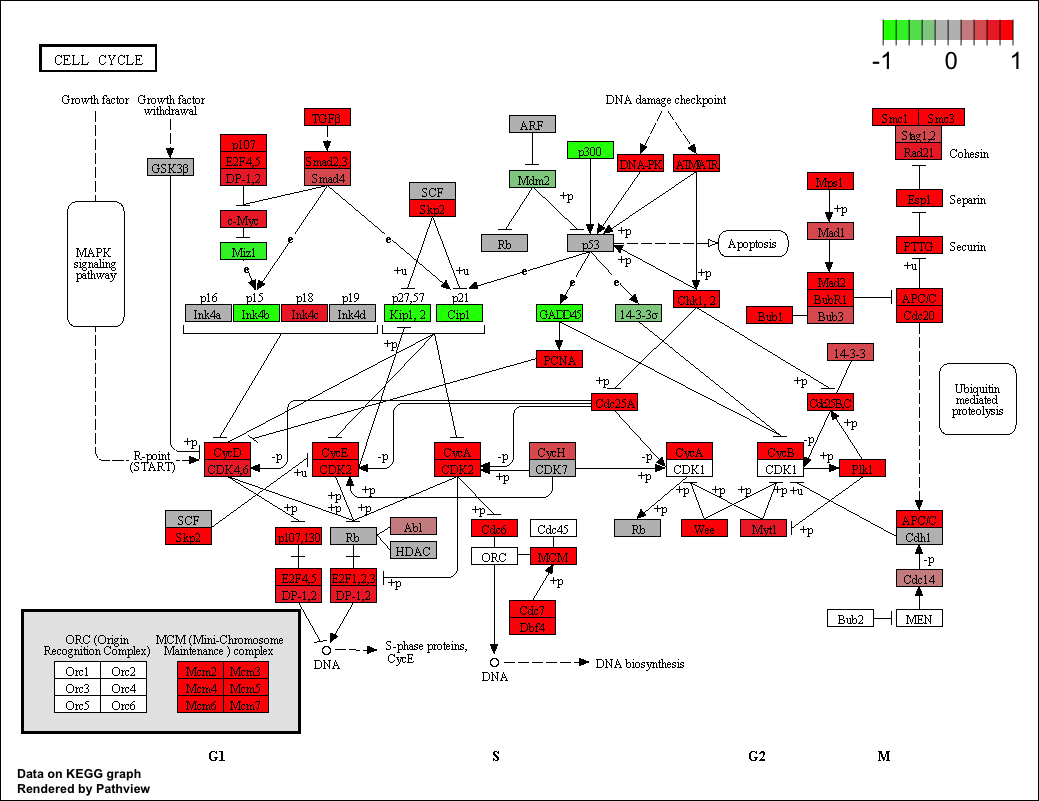 CELL CYCLE
-1 0 1
Growth factor
Growth factor
withdrawal
TGFβ
DNA damage checkpoint
ARF
p300
DNA-PK
ATMATR
Smc1 Smc3
Stag1,2
Rad21
Cohesin
GSK3β
p107
E2F4,5
DP-1,2
Smad2,3
Smad4
SCF
Skp2
Mdm2
+p
Mps1
+p
Esp1
Separin
c-Myc
Miz1
Rb
p53
+p
Apoptosis
Mad1
PTTG
Securin
MAPK
signaling
pathway
e
e
e
+u
+u
e
e
e
+p
+p
+u
p16
Ink4a
p15
Ink4b
p18
Ink4c
p19
Ink4d
p27,57
Kip1, 2
p21
Cip1
GADD45
14-3-3σ
Chk1, 2
Mad2
BubR1
Bub3
Bub1
APC/C
Cdc20
+p
PCNA
14-3-3
+p
+p
Cdc25A
Cdc25BC
Ubiquitin
mediated
proteolysis
R-point
(START)
+p
CycD
CDK4,6
-p
+u
CycE
CDK2
-p
CycA
CDK2
-p
+p
CycH
CDK7
-p
+p
CycA
CDK1
CycB
CDK1
-p
+p
+p
Plk1
SCF
Skp2
+p
+p
+p
+p
p107,130
Rb
Abl
HDAC
+p
Cdc6
Cdc45
ORC
MCM
+p
Rb
+p
+p
+p
+u
Wee
Myt1
+p
APC/C
Cdh1
-p
Cdc14
E2F4,5
DP-1,2
E2F1,2,3
DP-1,2
+p
+p
Cdc7
Dbf4
Bub2
MEN
DNA
S-phase proteins,
CycE
DNA
DNA biosynthesis
ORC (Origin
Recognition Complex)
MCM (Mini-Chromosome
Maintenance ) complex
Orc1 Orc2
Orc3 Orc4
Orc5 Orc6
Mcm2 Mcm3
Mcm4 Mcm5
Mcm6 Mcm7
G1
S
G2
M
Data on KEGG graph
Rendered by Pathview